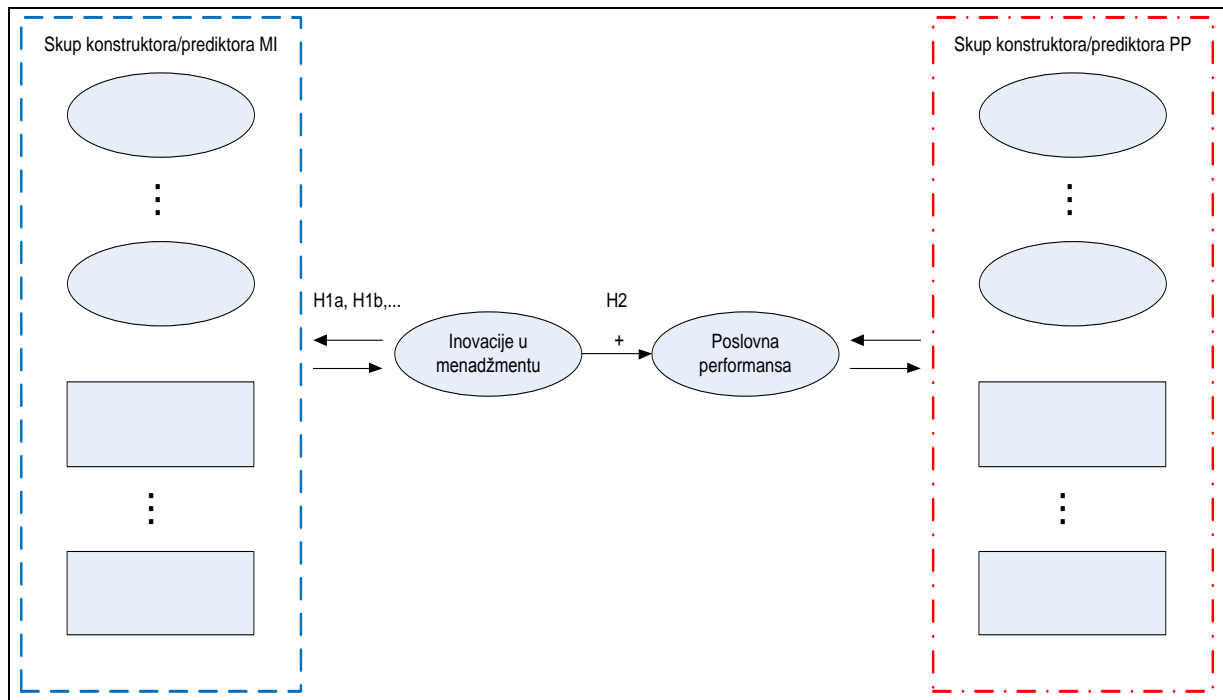 Skup konstruktora/prediktora MI
Skup konstruktora/prediktora PP
H1a, H1b,...
H2
+
Inovacije u
menadžmentu
Poslovna
performansa